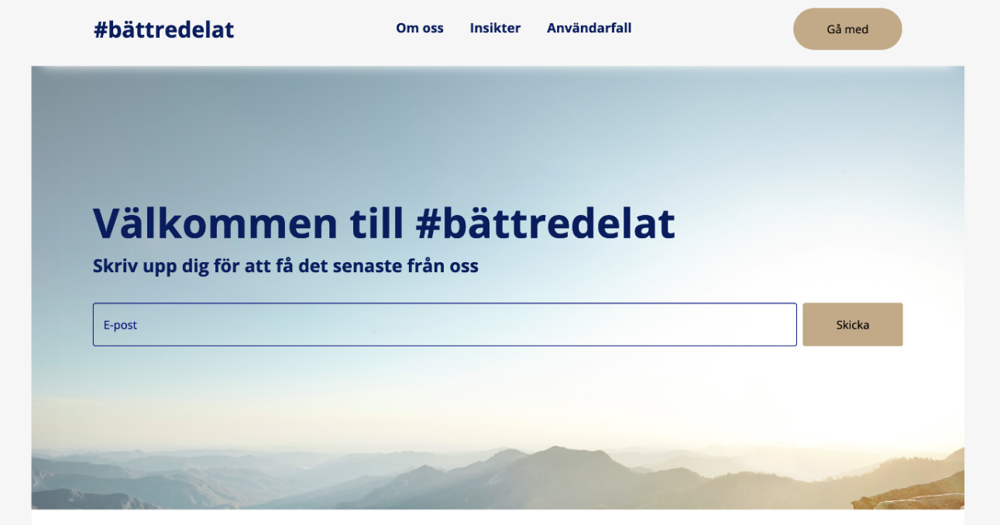 #bättredelat
Om oss Insikter Användarfall
Gå med
Välkommen till #bättredelat
Skriv upp dig för att få det senaste från oss
E-post
Skicka